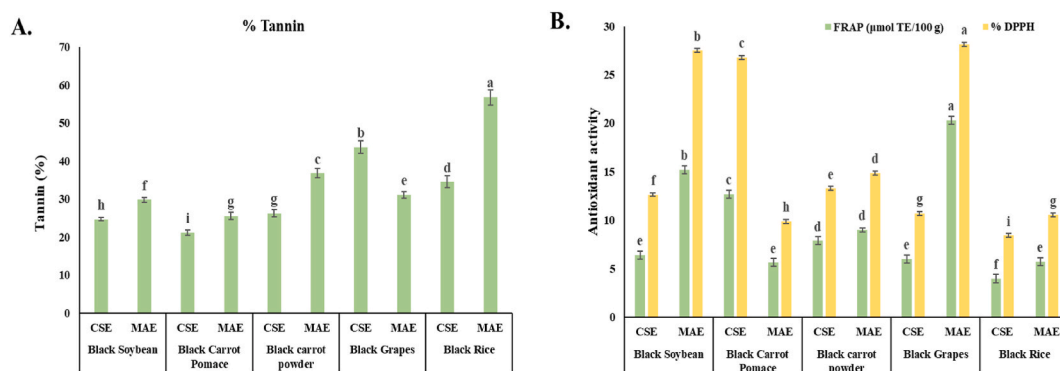 A.
% Tannin
Tannin (%)
70
60
50
40
30
20
10
0
h
f
i
g
g
c
b
e
d
a
CSE MAE CSE MAE CSE MAE CSE MAE CSE MAE
Black Soybean Black Carrot Pomace Black carrot powder Black Grapes Black Rice
B.
FRAP (µmol TE/100 g) % DPPH
Antioxidant activity
30
25
20
15
10
5
0
e f
b b
c c
e h
d e
d d
e g
a a
f i
e g
CSE MAE CSE MAE CSE MAE CSE MAE CSE MAE
Black Soybean Black Carrot Pomace Black carrot powder Black Grapes Black Rice